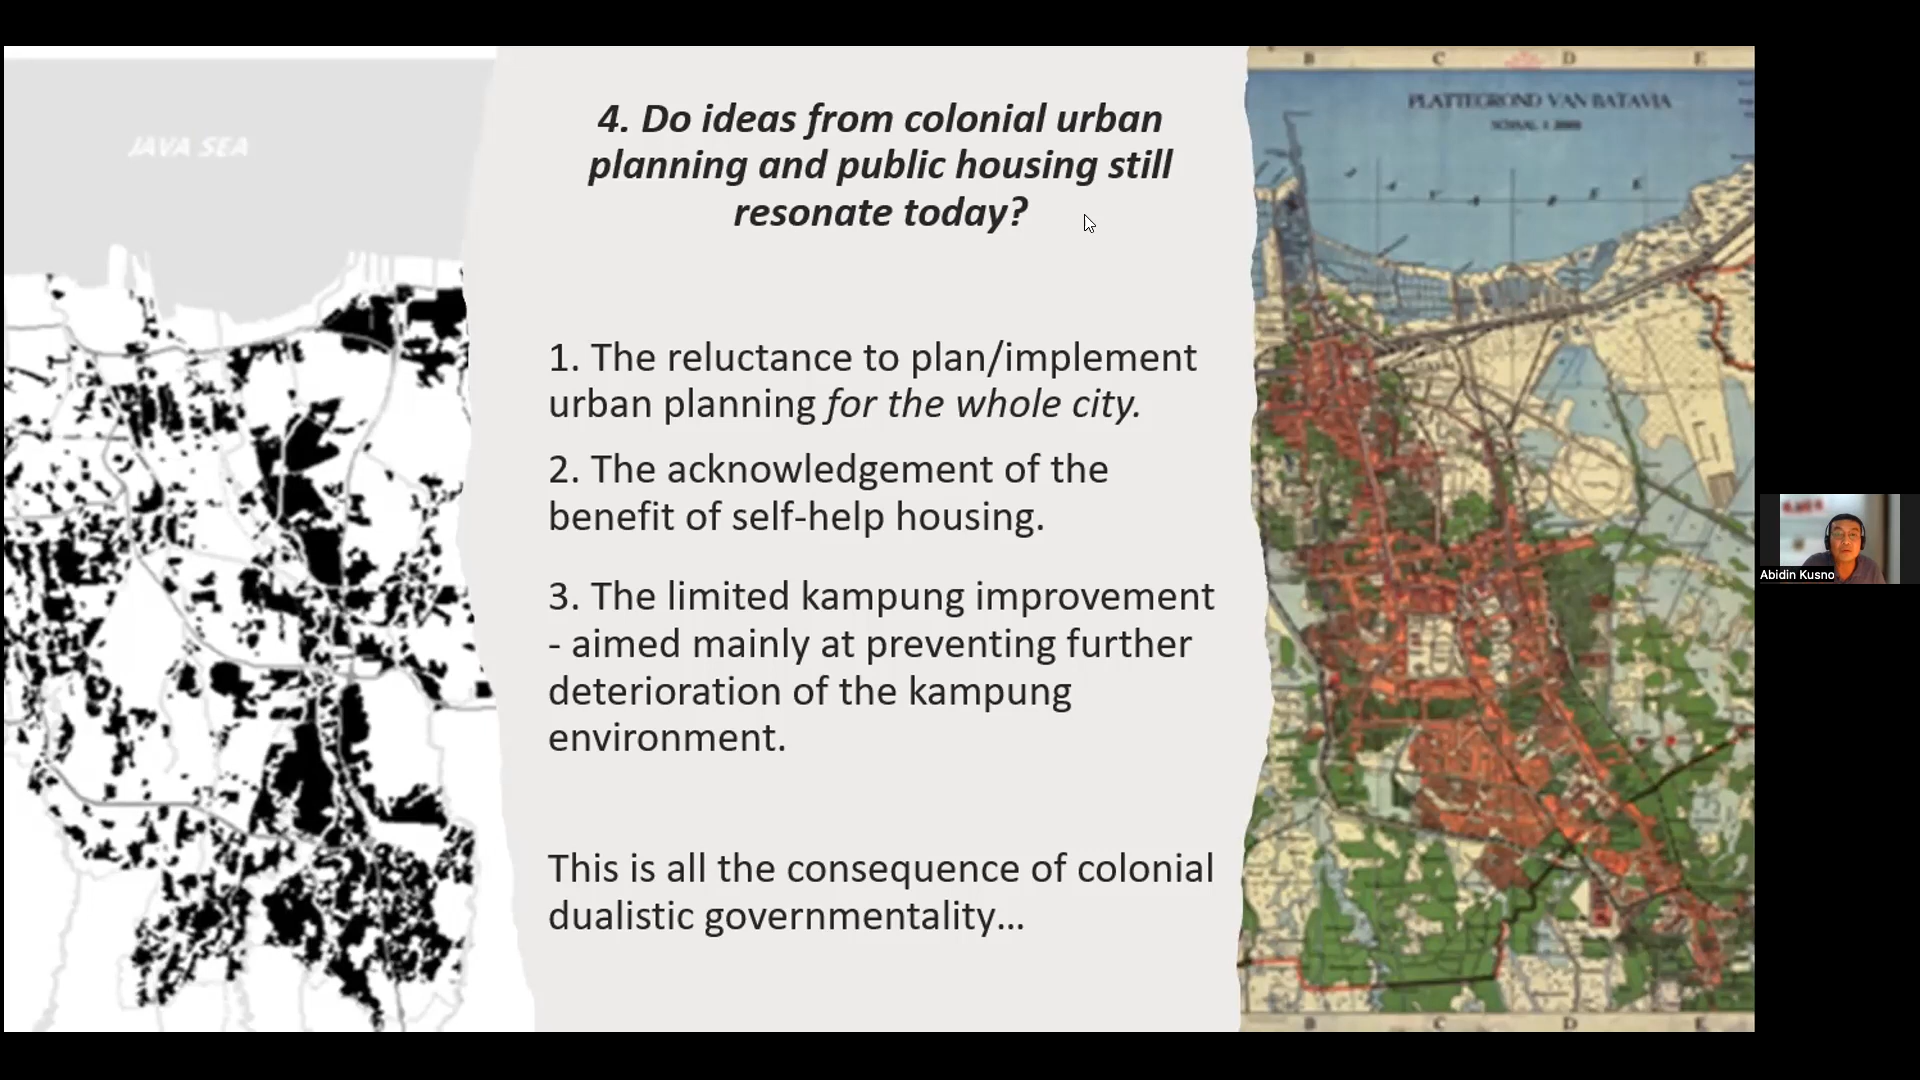 JAVA SEA
4. Do ideas from colonial urban
planning and public housing still
resonate today?
1. The reluctance to plan/implement
urban planning for the whole city.
2. The acknowledgement of the
benefit of self-help housing.
3. The limited kampung improvement
- aimed mainly at preventing further
deterioration of the kampung
environment.
This is all the consequence of colonial
dualistic governmentality...
B C D E
PLATTEGROND VAN BATAVIA
B C D E
Abidin Kusno